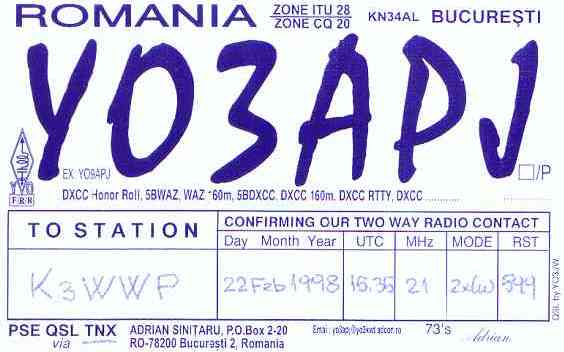 ROMANIA ZONE ITU 28 KN34AL BUCUREȘTI
ZONE CQ 20
YO3APJ
YO
FRR
EX. YO9APJ
/P
DXCC Honor Roll, 5BWAZ, WAZ 160m, 5BDXCC, DXCC 160m, DXCC RTTY, DXCC
TO STATION
CONFIRMING OUR TWO WAY RADIO CONTACT
Day Month Year UTC MHz MODE RST
K3WWP 22 Feb 1998 15.35 21 2xCW 599
PSE QSL TNX
via
ADRIAN SINITARU, P.O.Box 2-20
RO-78200 București 2, Romania
73's
Adrian